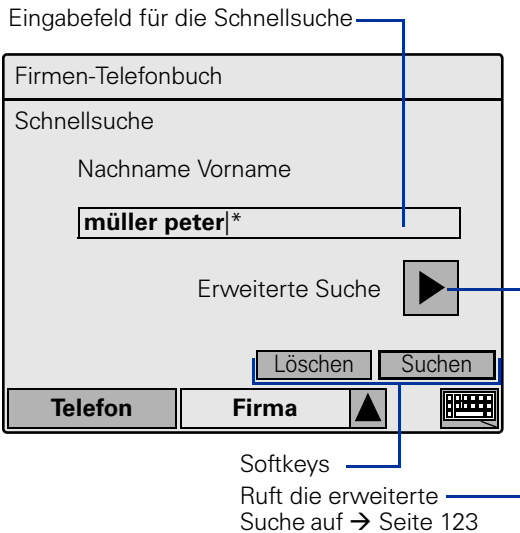 Eingabefeld für die Schnellsuche
Firmen-Telefonbuch
Schnellsuche
Nachname Vorname
müller peter|*
Erweiterte Suche
Löschen Suchen
Telefon Firma
Softkeys
Ruft die erweiterte
Suche auf → Seite 123